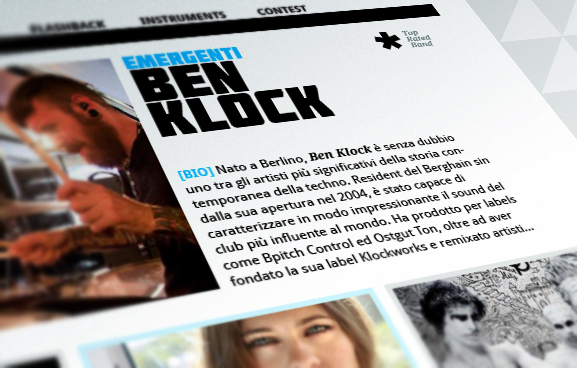 FLASHBACK INSTRUMENTS CONTEST
Top
Rated
Band
EMERGENTI
BEN
KLOCK
[BIO] Nato a Berlino, Ben Klock è senza dubbio
uno tra gli artisti più significativi della storia con-
temporanea della techno. Resident del Berghain sin
dalla sua apertura nel 2004, è stato capace di
caratterizzare in modo impressionante il sound del
club più influente al mondo. Ha prodotto per labels
come Bpitch Control ed Ostgut Ton, oltre ad aver
fondato la sua label Klockworks e remixato artisti...